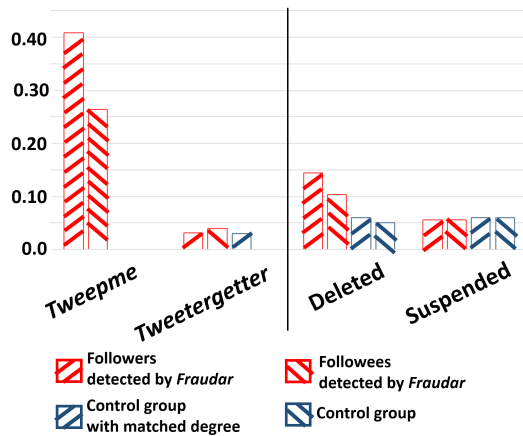 0.40
0.30
0.20
0.10
0.0
Tweepme
Tweetergetter
Deleted
Suspended
Followers
detected by Fraudar
Followees
detected by Fraudar
Control group
with matched degree
Control group